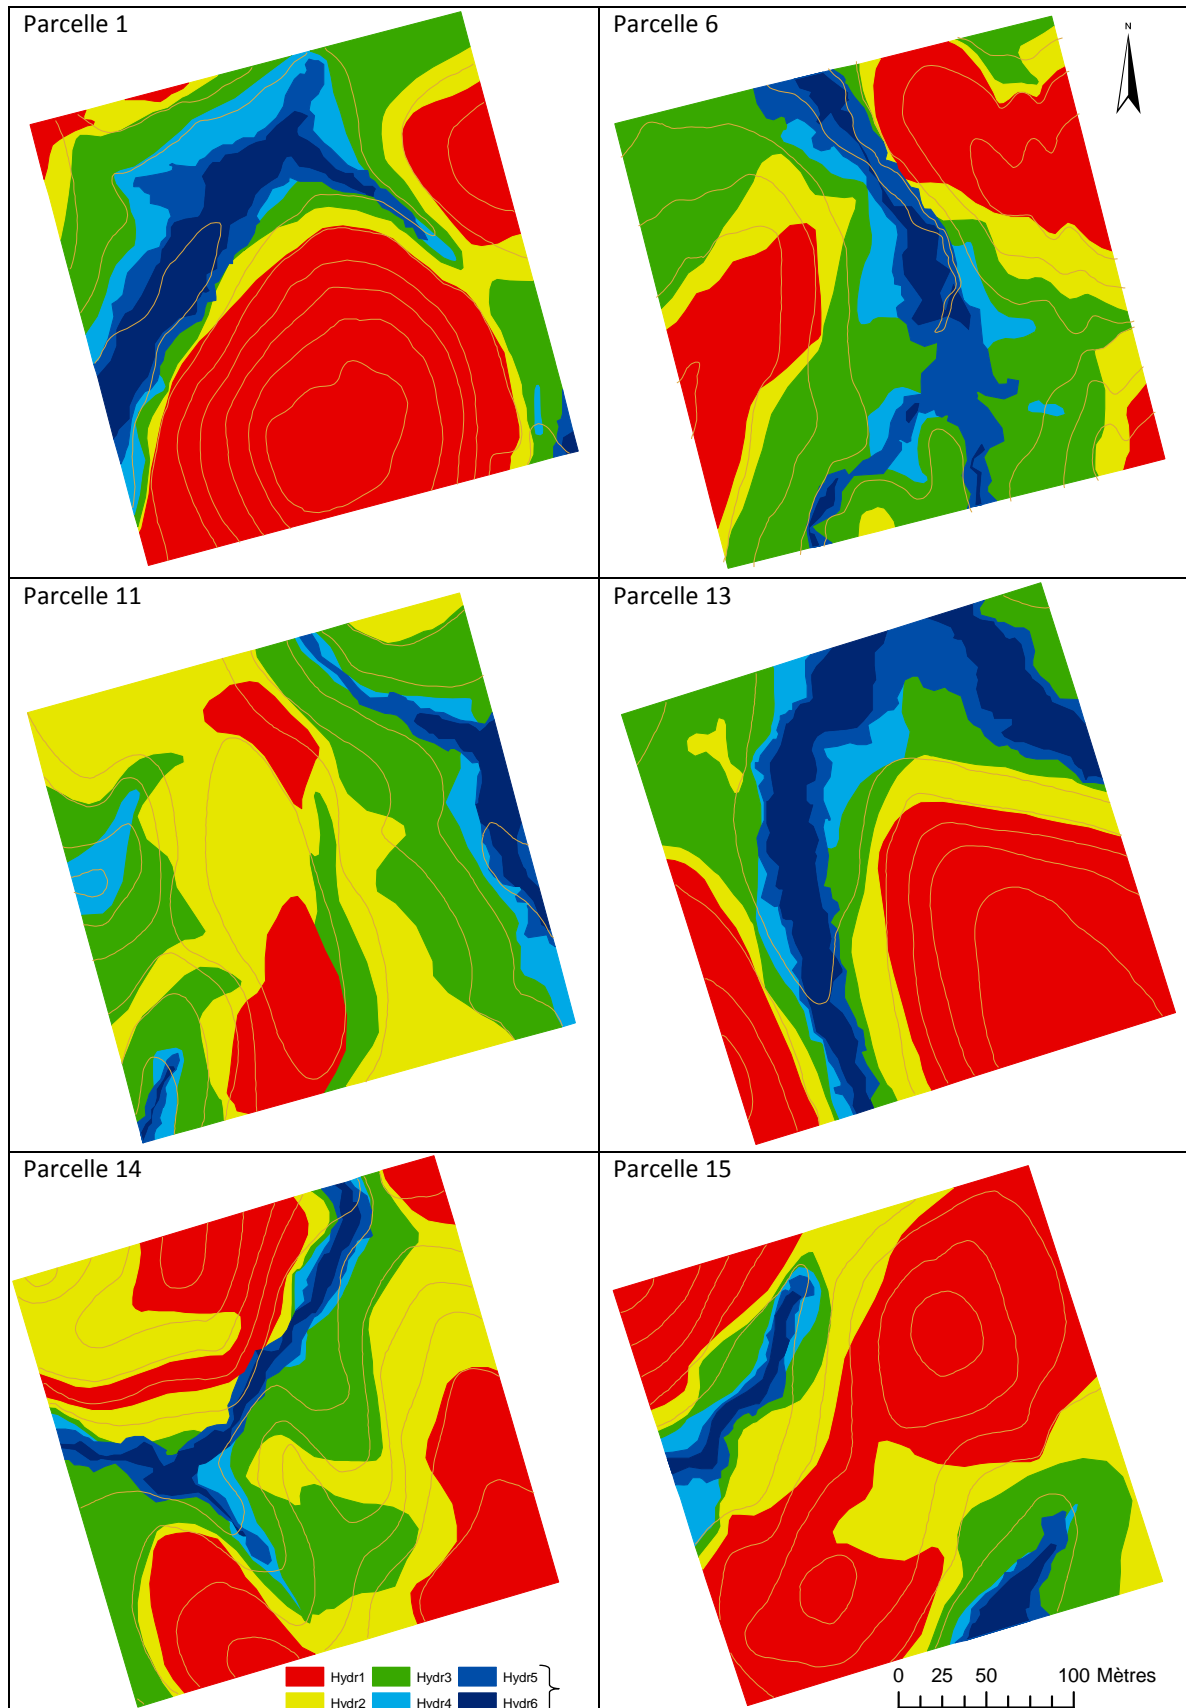 Parcelle 1
Parcelle 6
N
Parcelle 11
Parcelle 13
Parcelle 14
Parcelle 15
Hydr1 Hydr3 Hydr5
Hydr2 Hydr4 Hydr6
0 25 50 100 Mètres